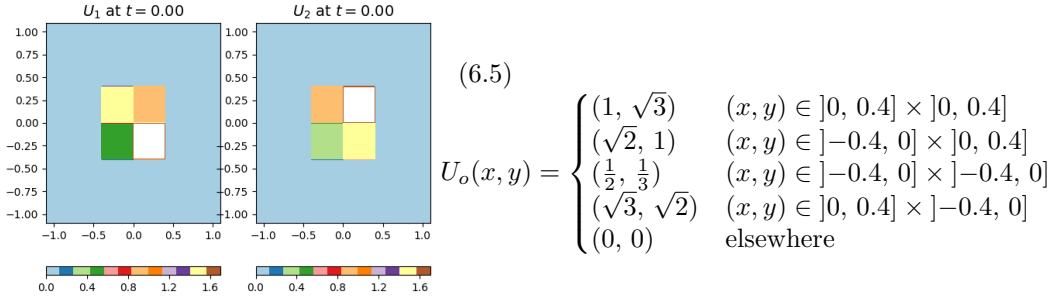 U₁ at t = 0.00
U₂ at t = 0.00
1.00
0.75
0.50
0.25
0.00
−0.25
−0.50
−0.75
−1.00
−1.0 −0.5 0.0 0.5 1.0
1.00
0.75
0.50
0.25
0.00
−0.25
−0.50
−0.75
−1.00
−1.0 −0.5 0.0 0.5 1.0
0.0 0.4 0.8 1.2 1.6
0.0 0.4 0.8 1.2 1.6
(6.5)
Uₒ(x, y) = {
(1, √3) (x, y) ∈ ]0, 0.4] × ]0, 0.4]
(√2, 1) (x, y) ∈ ]−0.4, 0] × ]0, 0.4]
(1/2, 1/3) (x, y) ∈ ]−0.4, 0] × ]−0.4, 0]
(√3, √2) (x, y) ∈ ]0, 0.4] × ]−0.4, 0]
(0, 0) elsewhere